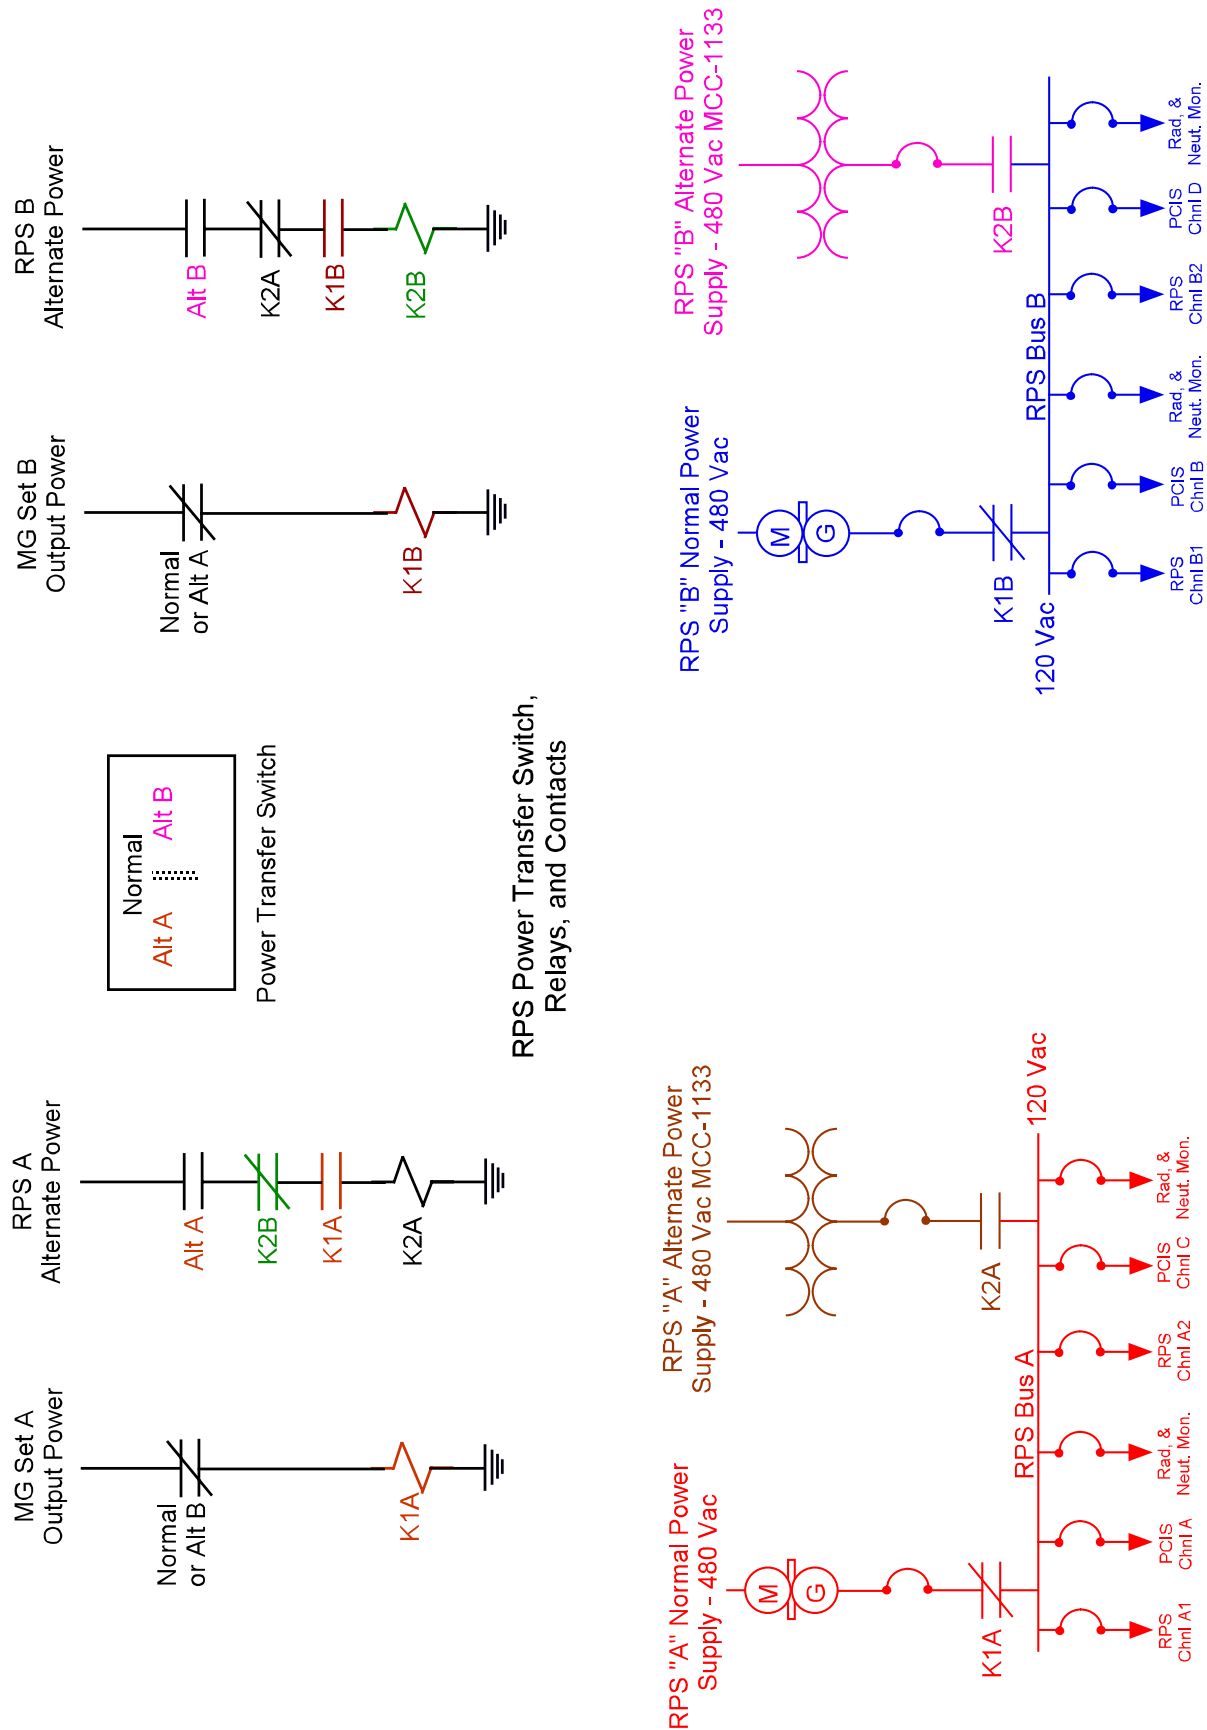 MG Set A
Output Power
Normal
or Alt B
K1A
RPS A
Alternate Power
Alt A
K2B
K1A
K2A
Normal
Alt A
Alt B
Power Transfer Switch
MG Set B
Output Power
Normal
or Alt A
K1B
RPS B
Alternate Power
Alt B
K2A
K1B
K2B
RPS Power Transfer Switch,
Relays, and Contacts
RPS "A" Normal Power
Supply - 480 Vac
M
G
K1A
RPS "A" Alternate Power
Supply - 480 Vac MCC-1133
K2A
RPS Bus A
120 Vac
RPS
Chnl A1
PCIS
Chnl A
Rad, &
Neut. Mon.
RPS
Chnl A2
PCIS
Chnl C
Rad, &
Neut. Mon.
RPS "B" Normal Power
Supply - 480 Vac
M
G
K1B
RPS "B" Alternate Power
Supply - 480 Vac MCC-1133
K2B
120 Vac
RPS Bus B
RPS
Chnl B1
PCIS
Chnl B
Rad, &
Neut. Mon.
RPS
Chnl B2
PCIS
Chnl D
Rad, &
Neut. Mon.